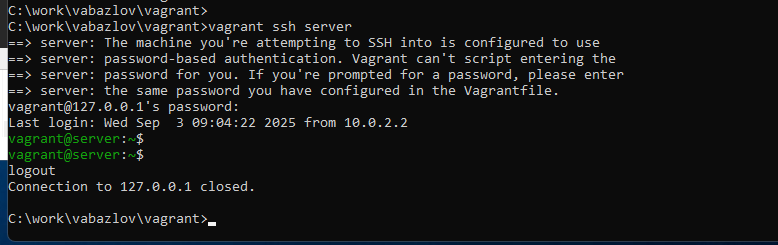 C:\work\vabazlov\vagrant>
C:\work\vabazlov\vagrant>vagrant ssh server
==> server: The machine you're attempting to SSH into is configured to use
==> server: password-based authentication. Vagrant can't script entering the
==> server: password for you. If you're prompted for a password, please enter
==> server: the same password you have configured in the Vagrantfile.
vagrant@127.0.0.1's password:
Last login: Wed Sep  3 09:04:22 2025 from 10.0.2.2
vagrant@server:~$
vagrant@server:~$
logout
Connection to 127.0.0.1 closed.
C:\work\vabazlov\vagrant>